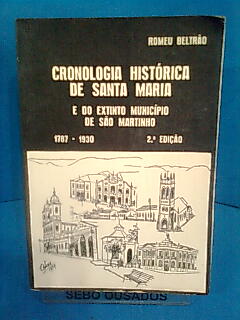 ROMEU BELTRÃO
CRONOLOGIA HISTÓRICA
DE SANTA MARIA
E DO EXTINTO MUNICÍPIO
DE SÃO MARTINHO
1787 - 1930 2.ª EDIÇÃO
SEBO OUSADOS